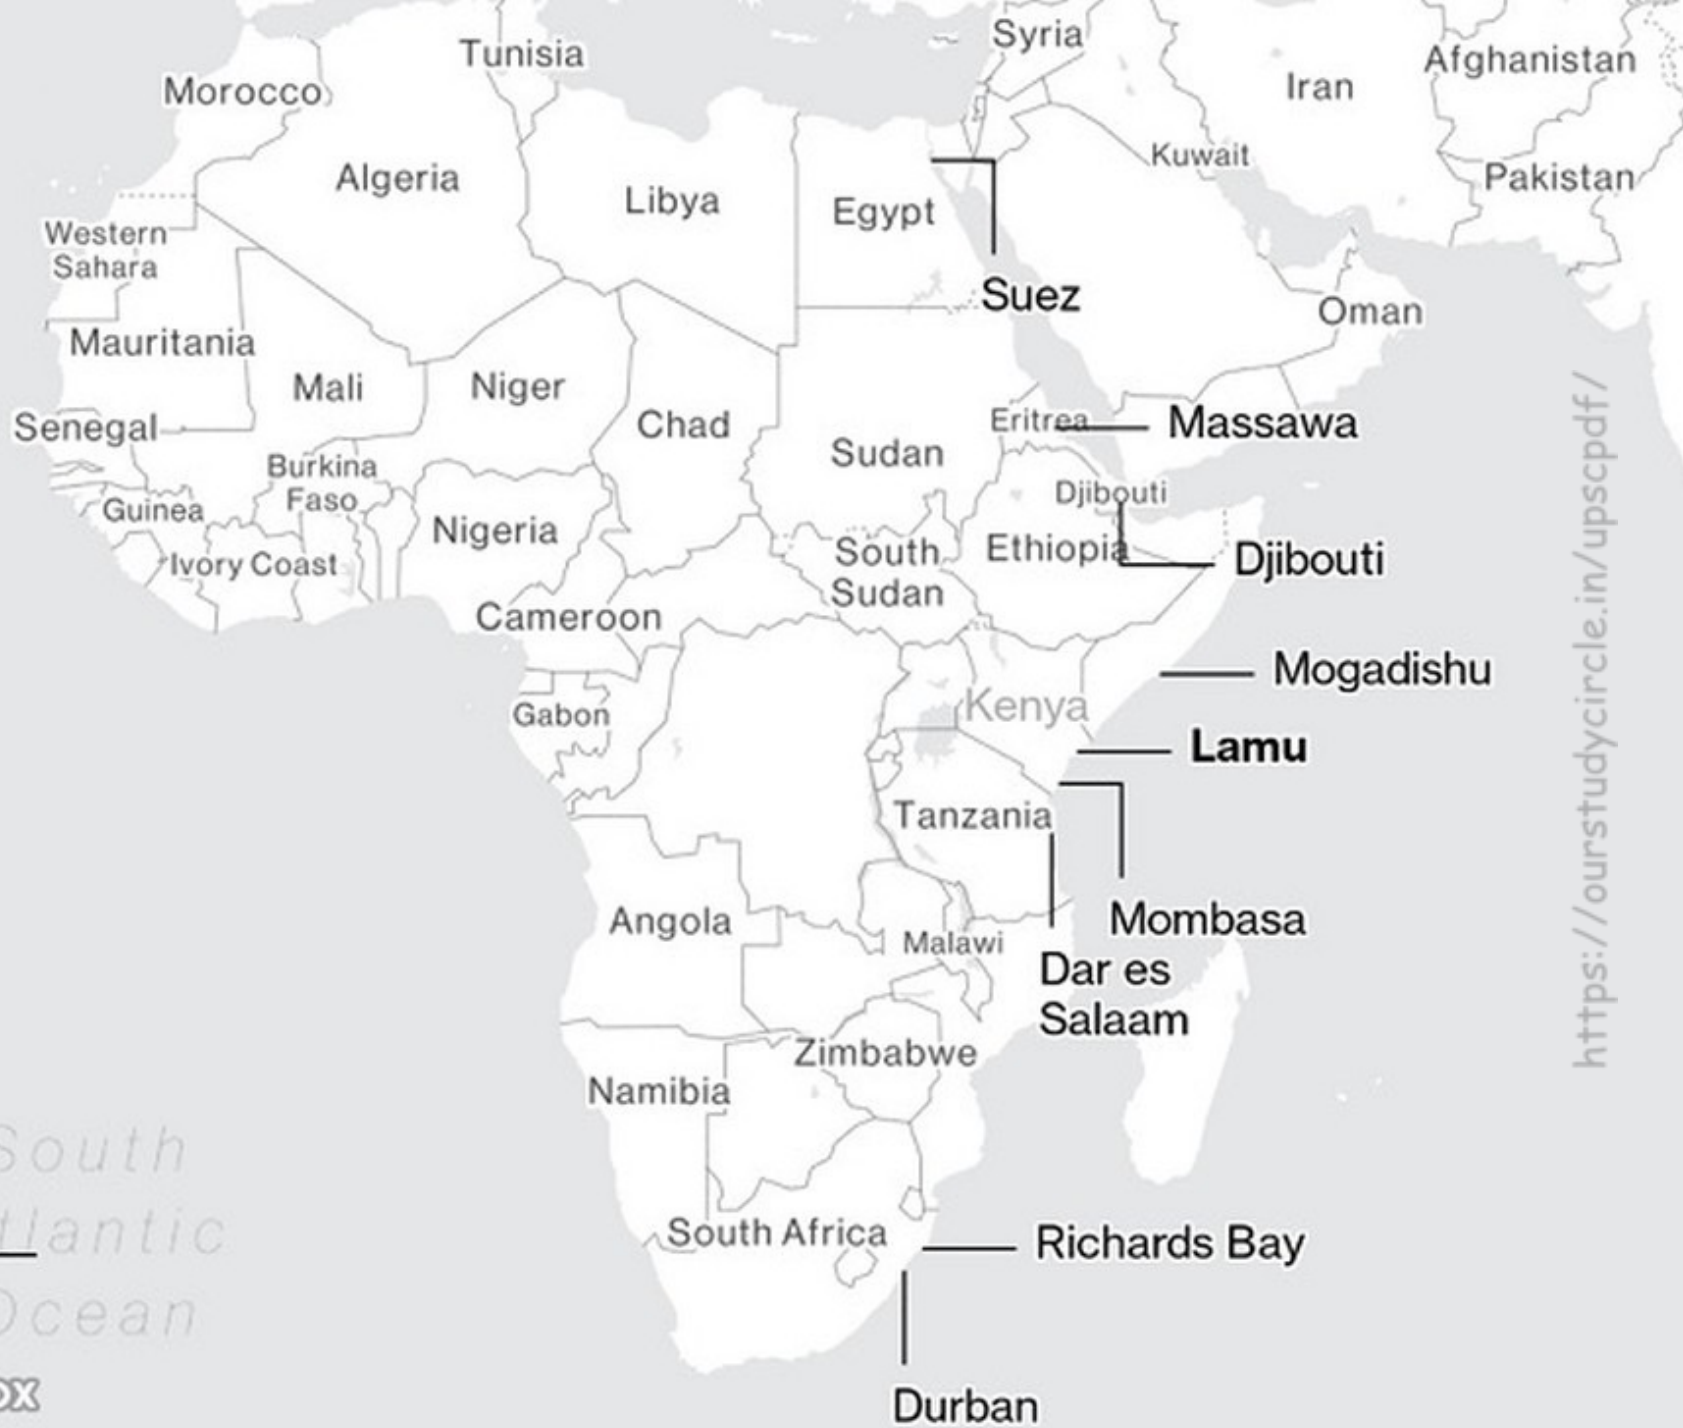 Tunisia
Syria
Afghanistan
Iran
Morocco
Kuwait
Algeria
Pakistan
Libya
Egypt
Western
Sahara
Suez
Oman
Mauritania
Mali
Niger
Chad
Eritrea
Massawa
Senegal
Sudan
Burkina
Faso
Djibouti
Guinea
Nigeria
South
Sudan
Ethiopia
Djibouti
Ivory Coast
Cameroon
Mogadishu
Kenya
Gabon
Lamu
Tanzania
Mombasa
Angola
Malawi
Dar es
Salaam
Zimbabwe
Namibia
South
tlantic
Ocean
South Africa
Richards Bay
Durban
ox
https://ourstudycircle.in/upscpdf/